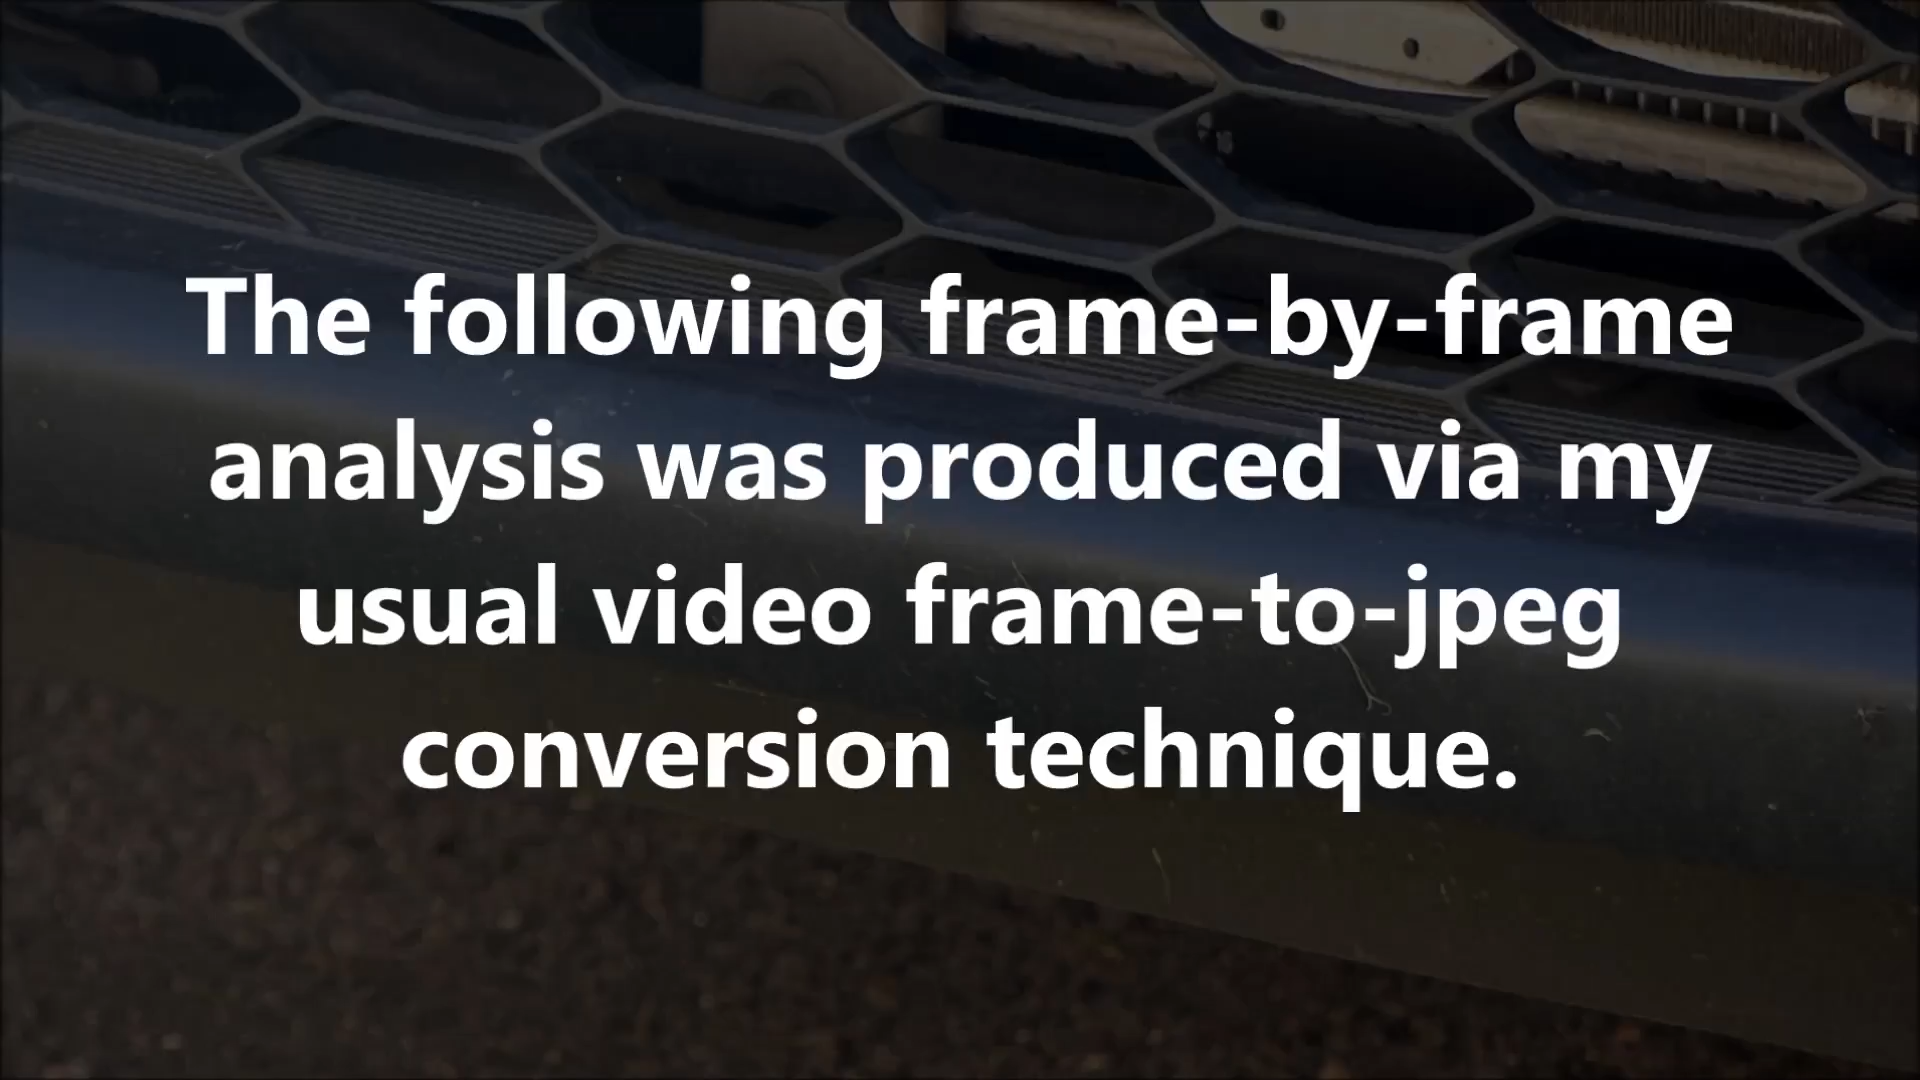 The following frame-by-frame
analysis was produced via my
usual video frame-to-jpeg
conversion technique.